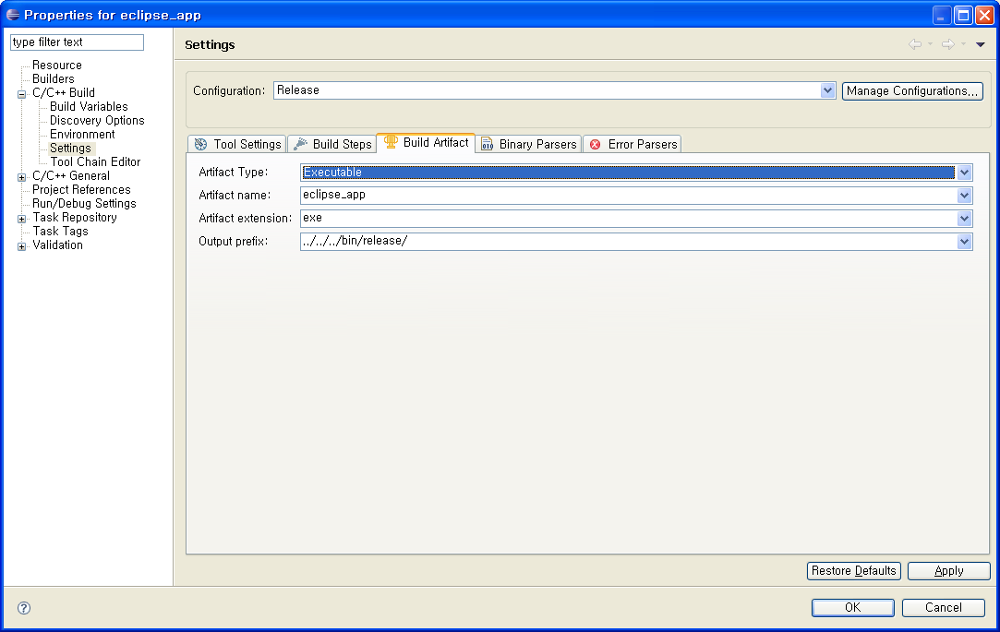 Properties for eclipse_app
type filter text
Resource
Builders
C/C++ Build
Build Variables
Discovery Options
Environment
Settings
Tool Chain Editor
C/C++ General
Project References
Run/Debug Settings
Task Repository
Task Tags
Validation
Settings
Configuration: Release Manage Configurations...
Tool Settings Build Steps Build Artifact Binary Parsers Error Parsers
Artifact Type: Executable
Artifact name: eclipse_app
Artifact extension: exe
Output prefix: ../../../bin/release/
Restore Defaults Apply
OK Cancel